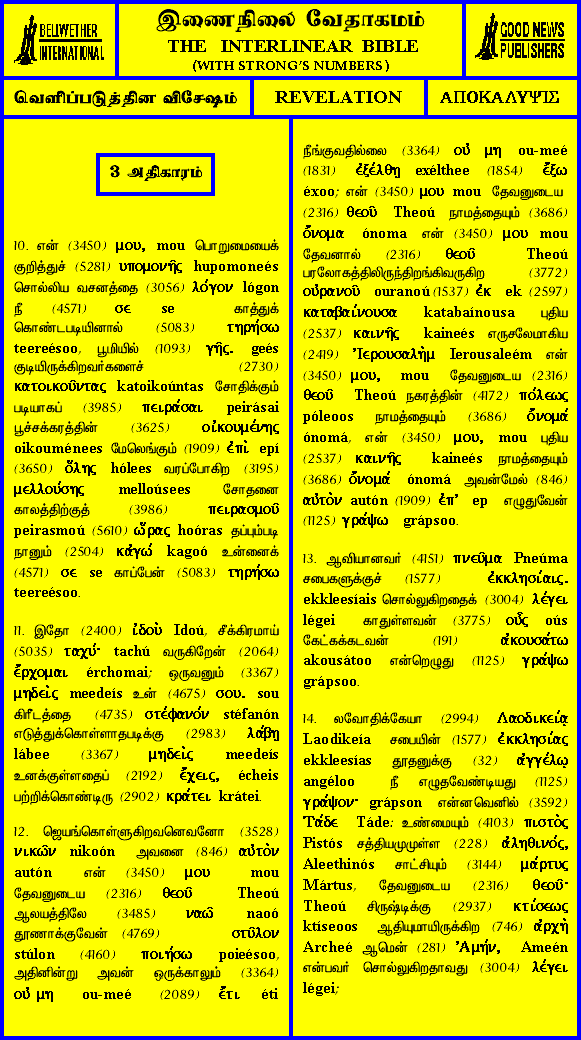 BELLWETHER
INTERNATIONAL
இணைநிலை வேதாகமம்
THE INTERLINEAR BIBLE
(WITH STRONG'S NUMBERS)
GOOD NEWS
PUBLISHERS
வெளிப்படுத்தின விசேஷம்
REVELATION
ΑΠΟΚΑΛΥΨΙΣ
3 அதிகாரம்
10. என் (3450) μου, mou பொறுமையைக்
குறித்துச் (5281) υπομονῆς hupomoneés
சொல்லிய வசனத்தை (3056) λόγον lógon
நீ (4571) σε se காத்துக்
கொண்டபடியினால் (5083) τηρήσω
teereésoo, பூமியில் (1093) γῆς. geés
குடியிருக்கிறவர்களைச் (2730)
κατοικοῦντας katoikoúntas சோதிக்கும்
படியாகப் (3985) πειράσαι peirásai
பூச்சக்கரத்தின் (3625) οἰκουμένης
oikouménees மேலெங்கும் (1909) ἐπὶ epí
(3650) ὅλης hólees வரப்போகிற (3195)
μελλούσης melloúsees சோதனை
காலத்திற்குத் (3986) πειρασμοῦ
peirasmoú (5610) ὥρας hoóras தப்பும்படி
நானும் (2504) κἀγώ kagoó உன்னைக்
(4571) σε se காப்பேன் (5083) τηρήσω
teereésoo.
11. இதோ (2400) ἰδοὺ Idoú, சீக்கிரமாய்
(5035) ταχύ· tachú வருகிறேன் (2064)
ἔρχομαι érchomai; ஒருவனும் (3367)
μηδεὶς meedeís உன் (4675) σου. sou
கிரீடத்தை (4735) στέφανόν stéfanón
எடுத்துக்கொள்ளாதபடிக்கு (2983) λάβῃ
lábee (3367) μηδεὶς meedeís
உனக்குள்ளதைப் (2192) ἔχεις, écheis
பற்றிக்கொண்டிரு (2902) κράτει krátei.
12. ஜெயங்கொள்ளுகிறவனெவனோ (3528)
νικῶν nikoón அவனை (846) αὐτὸν
autón என் (3450) μου mou
தேவனுடைய (2316) θεοῦ Theoú
ஆலயத்திலே (3485) ναῷ naoó
தூணாக்குவேன் (4769) στῦλον
stúlon (4160) ποιήσω poieésoo,
அதினின்று அவன் ஒருக்காலும் (3364)
οὐ μη ou-meé (2089) ἔτι éti
நீங்குவதில்லை (3364) οὐ μη ou-meé
(1831) ἐξέλθῃ exélthee (1854) ἔξω
éxoo; என் (3450) μου mou தேவனுடைய
(2316) θεοῦ Theoú நாமத்தையும் (3686)
ὄνομα ónoma என் (3450) μου mou
தேவனால் (2316) θεοῦ Theoú
பரலோகத்திலிருந்திறங்கிவருகிற (3772)
οὐρανοῦ ouranoú (1537) ἐκ ek (2597)
καταβαίνουσα katabaínousa புதிய
(2537) καινῆς kaineés எருசலேமாகிய
(2419) Ἰερουσαλὴμ Ierousaleém என்
(3450) μου, mou தேவனுடைய (2316)
θεοῦ Theoú நகரத்தின் (4172) πόλεως
póleoos நாமத்தையும் (3686) ὄνομά
ónomá, என் (3450) μου, mou புதிய
(2537) καινῆς kaineés நாமத்தையும்
(3686) ὄνομά ónomá அவன்மேல் (846)
αὐτὸν autón (1909) ἐπ' ep எழுதுவேன்
(1125) γράψω grápsoo.
13. ஆவியானவர் (4151) πνεῦμα Pneúma
சபைகளுக்குச் (1577) ἐκκλησίαις.
ekkleesíais சொல்லுகிறதைக் (3004) λέγει
légei காதுள்ளவன் (3775) οὖς oús
கேட்கக்கடவன் (191) ἀκουσάτω
akousátoo என்றெழுது (1125) γράψω
grápsoo.
14. லவோதிக்கேயா (2994) Λαοδικείᾳ
Laodikeía சபையின் (1577) ἐκκλησίας
ekkleesías தூதனுக்கு (32) ἀγγέλῳ
angéloo நீ எழுதவேண்டியது (1125)
γράψον· grápson என்னவெனில் (3592)
Τάδε Táde: உண்மையும் (4103) πιστὸς
Pistós சத்தியமுமுள்ள (228) ἀληθινός,
Aleethinós சாட்சியும் (3144) μάρτυς
Mártus, தேவனுடைய (2316) θεοῦ·
Theoú சிருஷ்டிக்கு (2937) κτίσεως
ktíseoos ஆதியுமாயிருக்கிற (746) ἀρχὴ
Archeé ஆமென் (281) Ἀμήν, Ameén
என்பவர் சொல்லுகிறதாவது (3004) λέγει
légei;